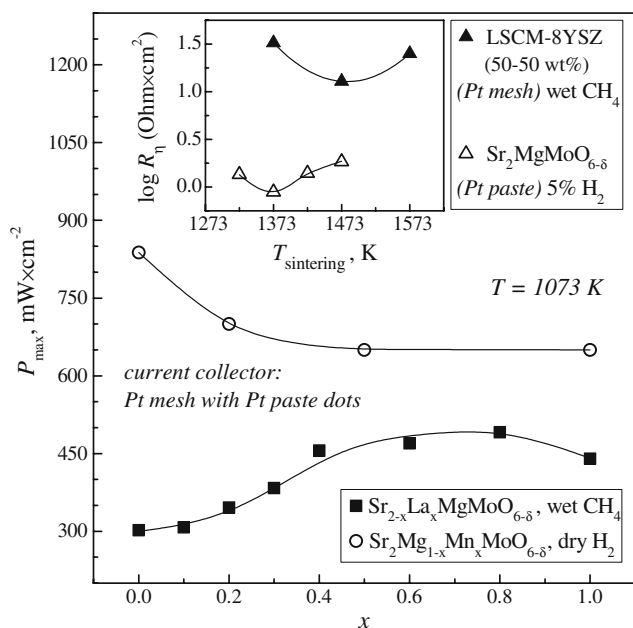 1.5
1.0
0.5
0.0
log R_η (Ohm×cm²)
1273 1373 1473 1573
T_sintering, K
▲ LSCM-8YSZ
(50-50 wt%)
(Pt mesh) wet CH₄
△ Sr₂MgMoO₆₋δ
(Pt paste) 5% H₂
1200
1050
900
750
600
450
300
P_max, mW×cm⁻²
T = 1073 K
current collector:
Pt mesh with Pt paste dots
■ Sr₂₋ₓLaₓMgMoO₆₋δ, wet CH₄
○ Sr₂Mg₁₋ₓMnₓMoO₆₋δ, dry H₂
0.0 0.2 0.4 0.6 0.8 1.0
x